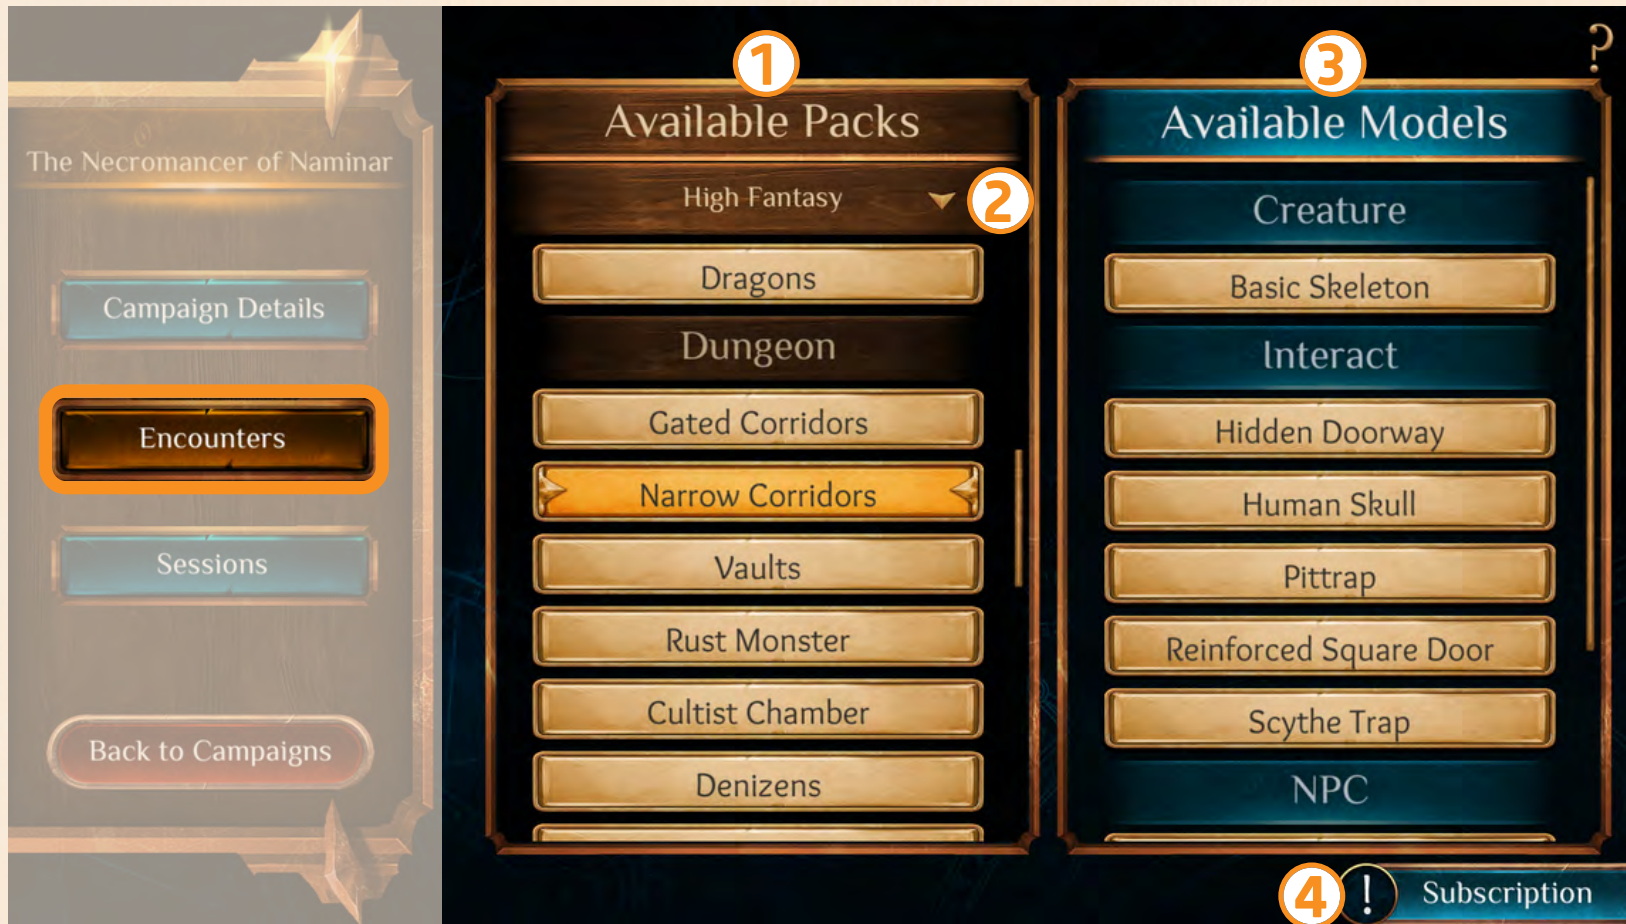 The Necromancer of Naminar
Campaign Details
Encounters
Sessions
Back to Campaigns
1
Available Packs
High Fantasy
2
Dragons
Dungeon
Gated Corridors
Narrow Corridors
Vaults
Rust Monster
Cultist Chamber
Denizens
3
?
Available Models
Creature
Basic Skeleton
Interact
Hidden Doorway
Human Skull
Pittrap
Reinforced Square Door
Scythe Trap
NPC
4
! Subscription